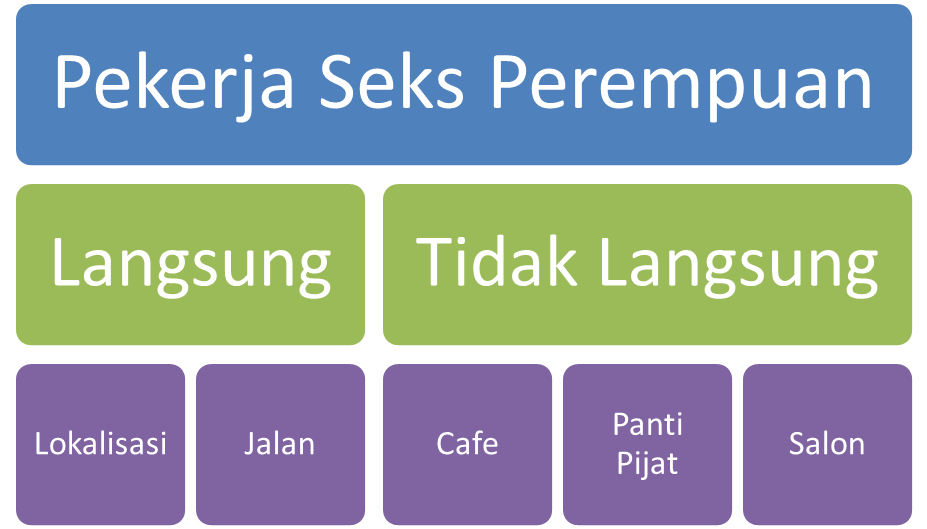 Pekerja Seks Perempuan
Langsung
Tidak Langsung
Lokalisasi
Jalan
Cafe
Panti
Pijat
Salon